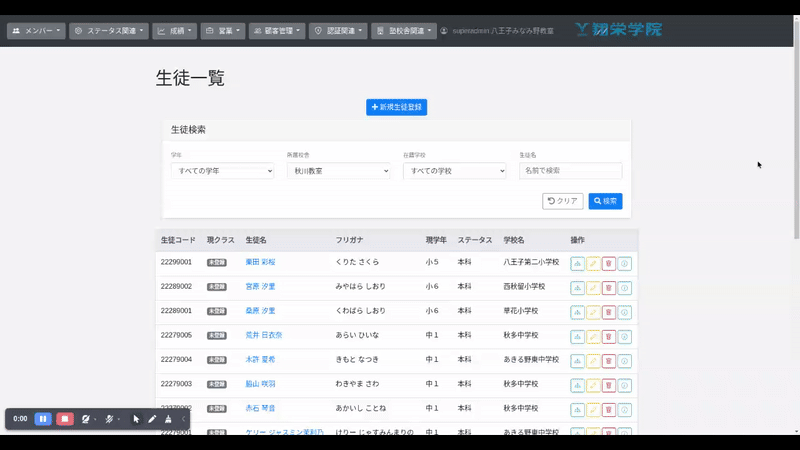 メンバー ステータス関連 成績 営業 顧客管理 認証関連 塾校舎関連 八王子みなみ野教室 翔栄学院
生徒一覧
新規生徒登録
生徒検索
学年 所属校舎 在籍学校 生徒名
すべての学年 秋川教室 すべての学校 名前で検索
クリア 検索
生徒コード 現クラス 生徒名 フリガナ 現学年 ステータス 学校名 操作
22299001 未登録 栗田 彩桜 くりた さくら 小5 本科 八王子第二小学校
22289002 未登録 宮原 汐里 みやはら しおり 小6 本科 西秋留小学校
22289001 未登録 桑原 汐里 くわはら しおり 小6 本科 草花小学校
22279005 未登録 荒井 日衣奈 あらい ひいな 中1 本科 秋多中学校
22279004 未登録 木許 夏希 きもと なつき 中1 本科 あきる野東中学校
22279003 未登録 脇山 咲羽 わきやま さわ 中1 本科 秋多中学校
22279002 未登録 赤石 琴音 あかいし ことね 中1 本科 秋多中学校
22279001 未登録 ケリー ジャスミン茉莉乃 けりー じゃすみんまりの 中1 本科 あきる野東中学校
0:00